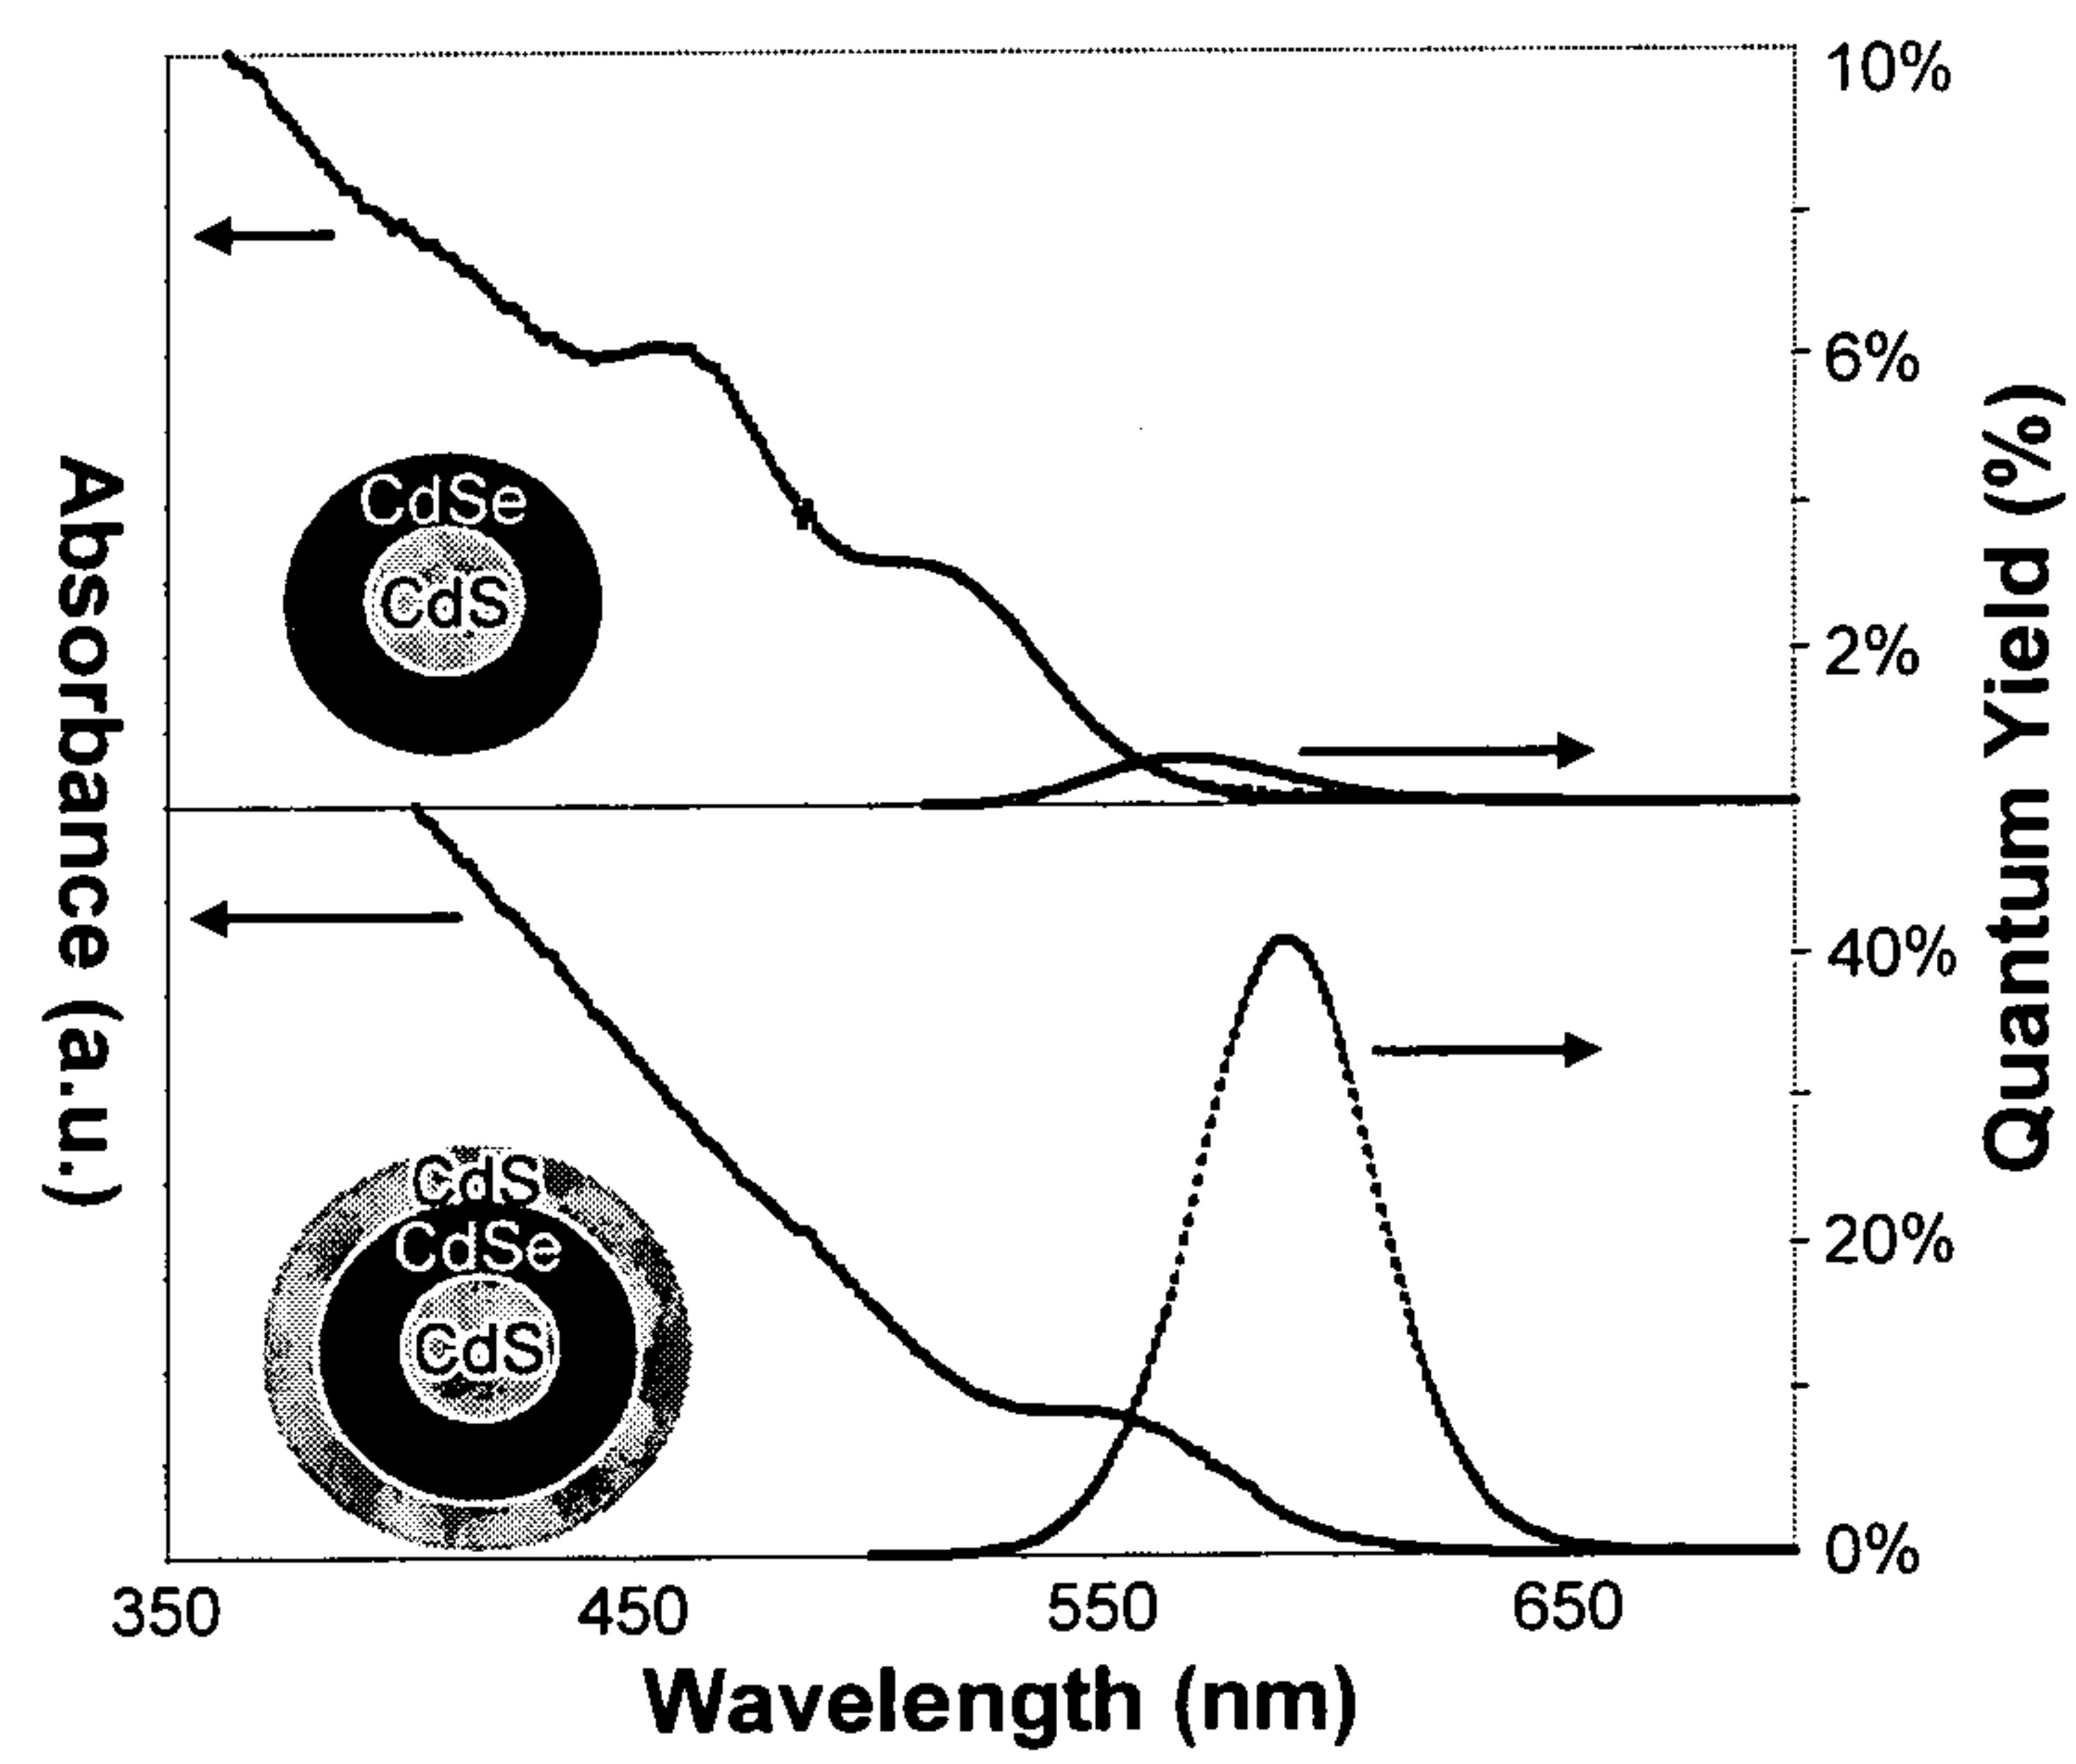 10%
6%
2%
CdSe
CdS
Absorbance (a.u.)
Quantum Yield (%)
40%
20%
0%
CdS
CdSe
CdS
350
450
550
650
Wavelength (nm)